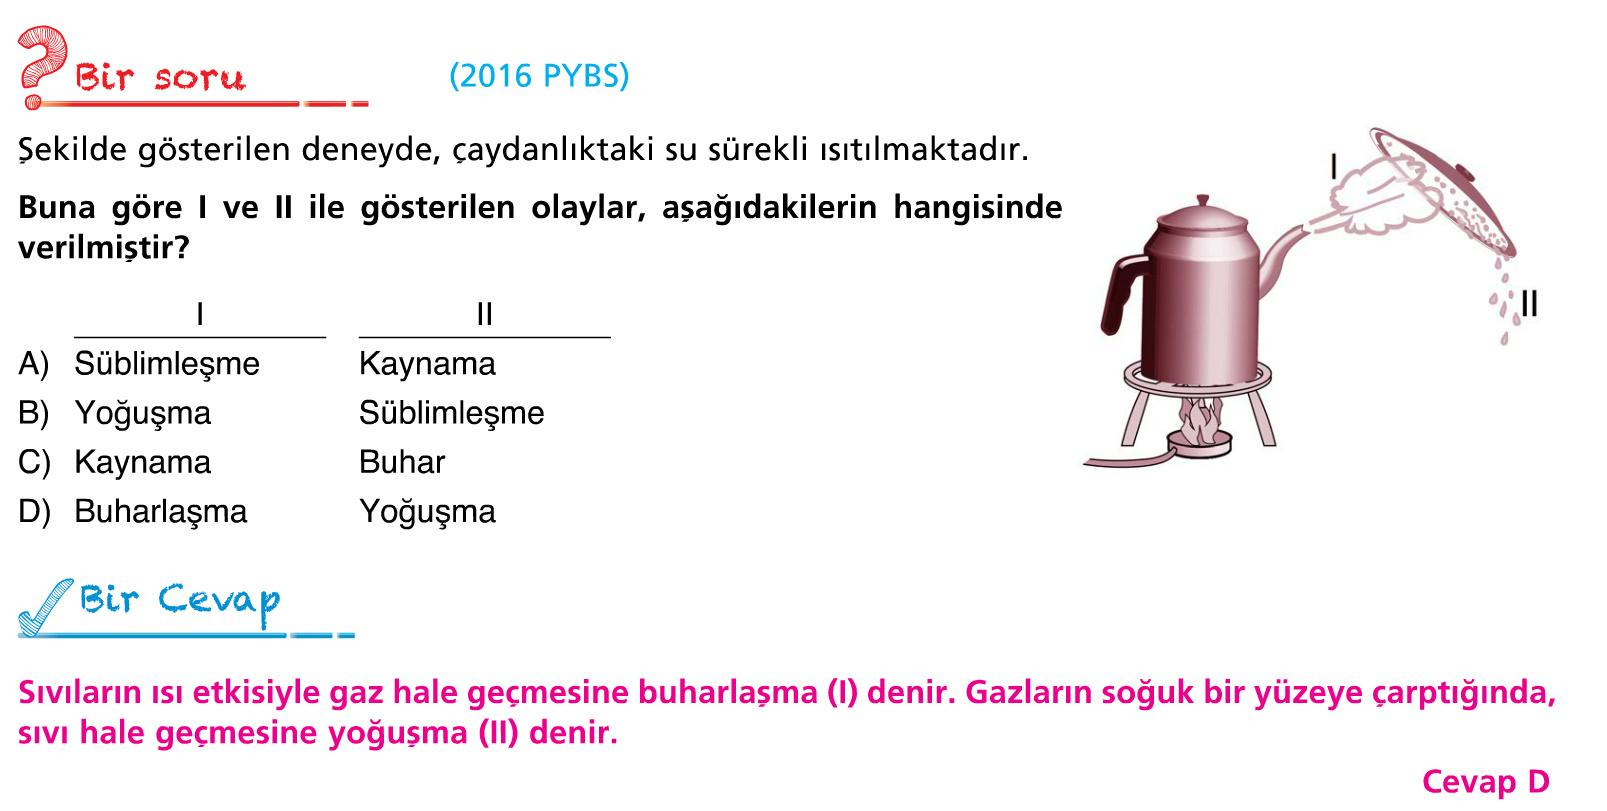 Bir soru
(2016 PYBS)
Şekilde gösterilen deneyde, çaydanlıktaki su sürekli ısıtılmaktadır.
Buna göre I ve II ile gösterilen olaylar, aşağıdakilerin hangisinde
verilmiştir?
I II
A) Süblimleşme Kaynama
B) Yoğuşma Süblimleşme
C) Kaynama Buhar
D) Buharlaşma Yoğuşma
I
II
Bir Cevap
Sıvıların ısı etkisiyle gaz hale geçmesine buharlaşma (I) denir. Gazların soğuk bir yüzeye çarptığında,
sıvı hale geçmesine yoğuşma (II) denir.
Cevap D